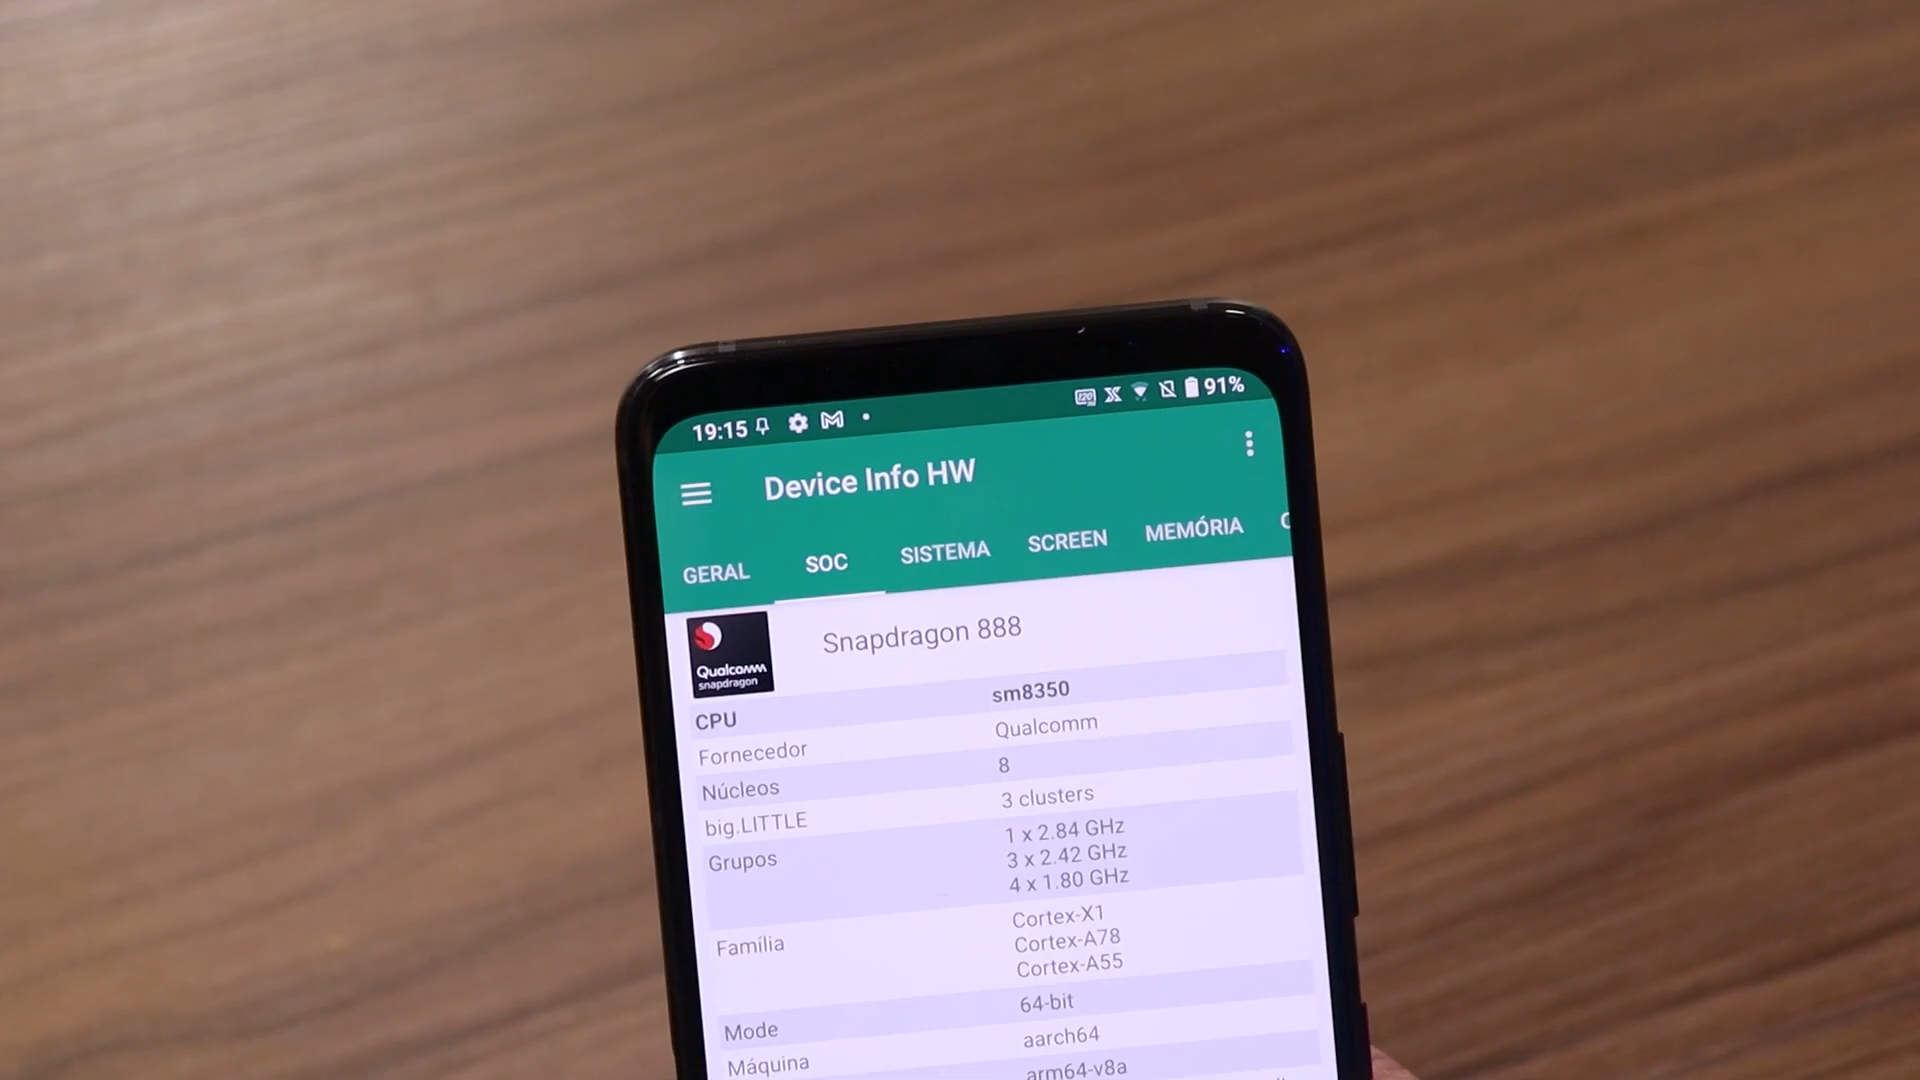 19:15 91%
Device Info HW
GERAL SOC SISTEMA SCREEN MEMÓRIA
Qualcomm
snapdragon
Snapdragon 888
CPU sm8350
Fornecedor Qualcomm
Núcleos 8
big.LITTLE 3 clusters
Grupos 1 x 2.84 GHz
3 x 2.42 GHz
4 x 1.80 GHz
Família Cortex-X1
Cortex-A78
Cortex-A55
Mode 64-bit
Máquina aarch64
arm64-v8a